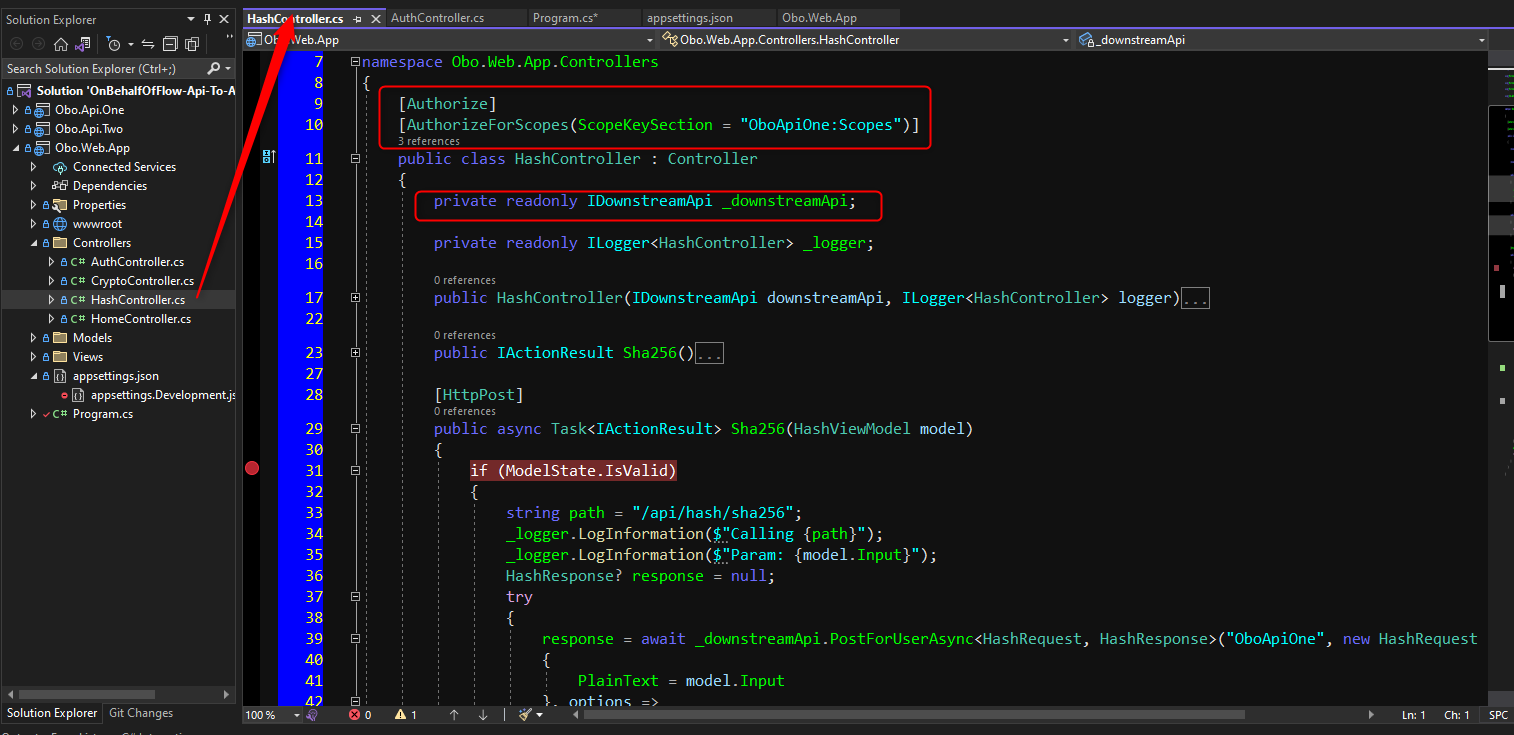 Solution Explorer
Search Solution Explorer (Ctrl+;)
Solution 'OnBehalfOfFlow-Api-To-A
Obo.Api.One
Obo.Api.Two
Obo.Web.App
Connected Services
Dependencies
Properties
wwwroot
Controllers
C# AuthController.cs
C# CryptoController.cs
C# HashController.cs
C# HomeController.cs
Models
Views
appsettings.json
appsettings.Development.js
C# Program.cs
Solution Explorer Git Changes
HashController.cs AuthController.cs Program.cs* appsettings.json Obo.Web.App
Obo.Web.App Obo.Web.App.Controllers.HashController _downstreamApi
7 namespace Obo.Web.App.Controllers
8 {
9 [Authorize]
10 [AuthorizeForScopes(ScopeKeySection = "OboApiOne:Scopes")]
3 references
11 public class HashController : Controller
12 {
13 private readonly IDownstreamApi _downstreamApi;
14
15 private readonly ILogger<HashController> _logger;
16
0 references
17 public HashController(IDownstreamApi downstreamApi, ILogger<HashController> logger)...
22
0 references
23 public IActionResult Sha256()...
27
28 [HttpPost]
0 references
29 public async Task<IActionResult> Sha256(HashViewModel model)
30 {
31 if (ModelState.IsValid)
32 {
33 string path = "/api/hash/sha256";
34 _logger.LogInformation($"Calling {path}");
35 _logger.LogInformation($"Param: {model.Input}");
36 HashResponse? response = null;
37 try
38 {
39 response = await _downstreamApi.PostForUserAsync<HashRequest, HashResponse>("OboApiOne", new HashRequest
40 {
41 PlainText = model.Input
42 }, options =>
100 % 0 1 Ln: 1 Ch: 1 SPC